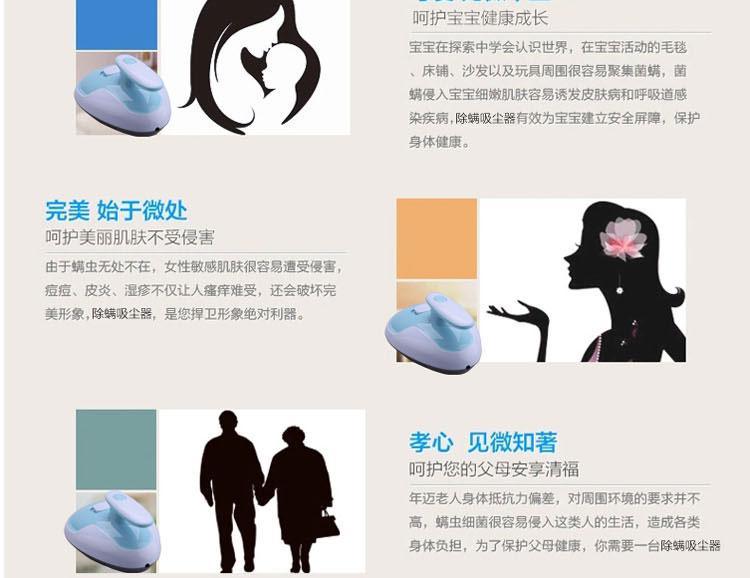 呵护宝宝健康成长
宝宝在探索中学会认识世界，在宝宝活动的毛毯
、床铺、沙发以及玩具周围很容易聚集菌螨，菌
螨侵入宝宝细嫩肌肤容易诱发皮肤病和呼吸道感
染疾病,除螨吸尘器有效为宝宝建立安全屏障，保护
身体健康。
完美 始于微处
呵护美丽肌肤不受侵害
由于螨虫无处不在，女性敏感肌肤很容易遭受侵害，
痘痘、皮炎、湿疹不仅让人瘙痒难受，还会破坏完
美形象,除螨吸尘器，是您捍卫形象绝对利器。
孝心 见微知著
呵护您的父母安享清福
年迈老人身体抵抗力偏差，对周围环境的要求并不
高，螨虫细菌很容易侵入这类人的生活，造成各类
身体负担，为了保护父母健康，你需要一台除螨吸尘器